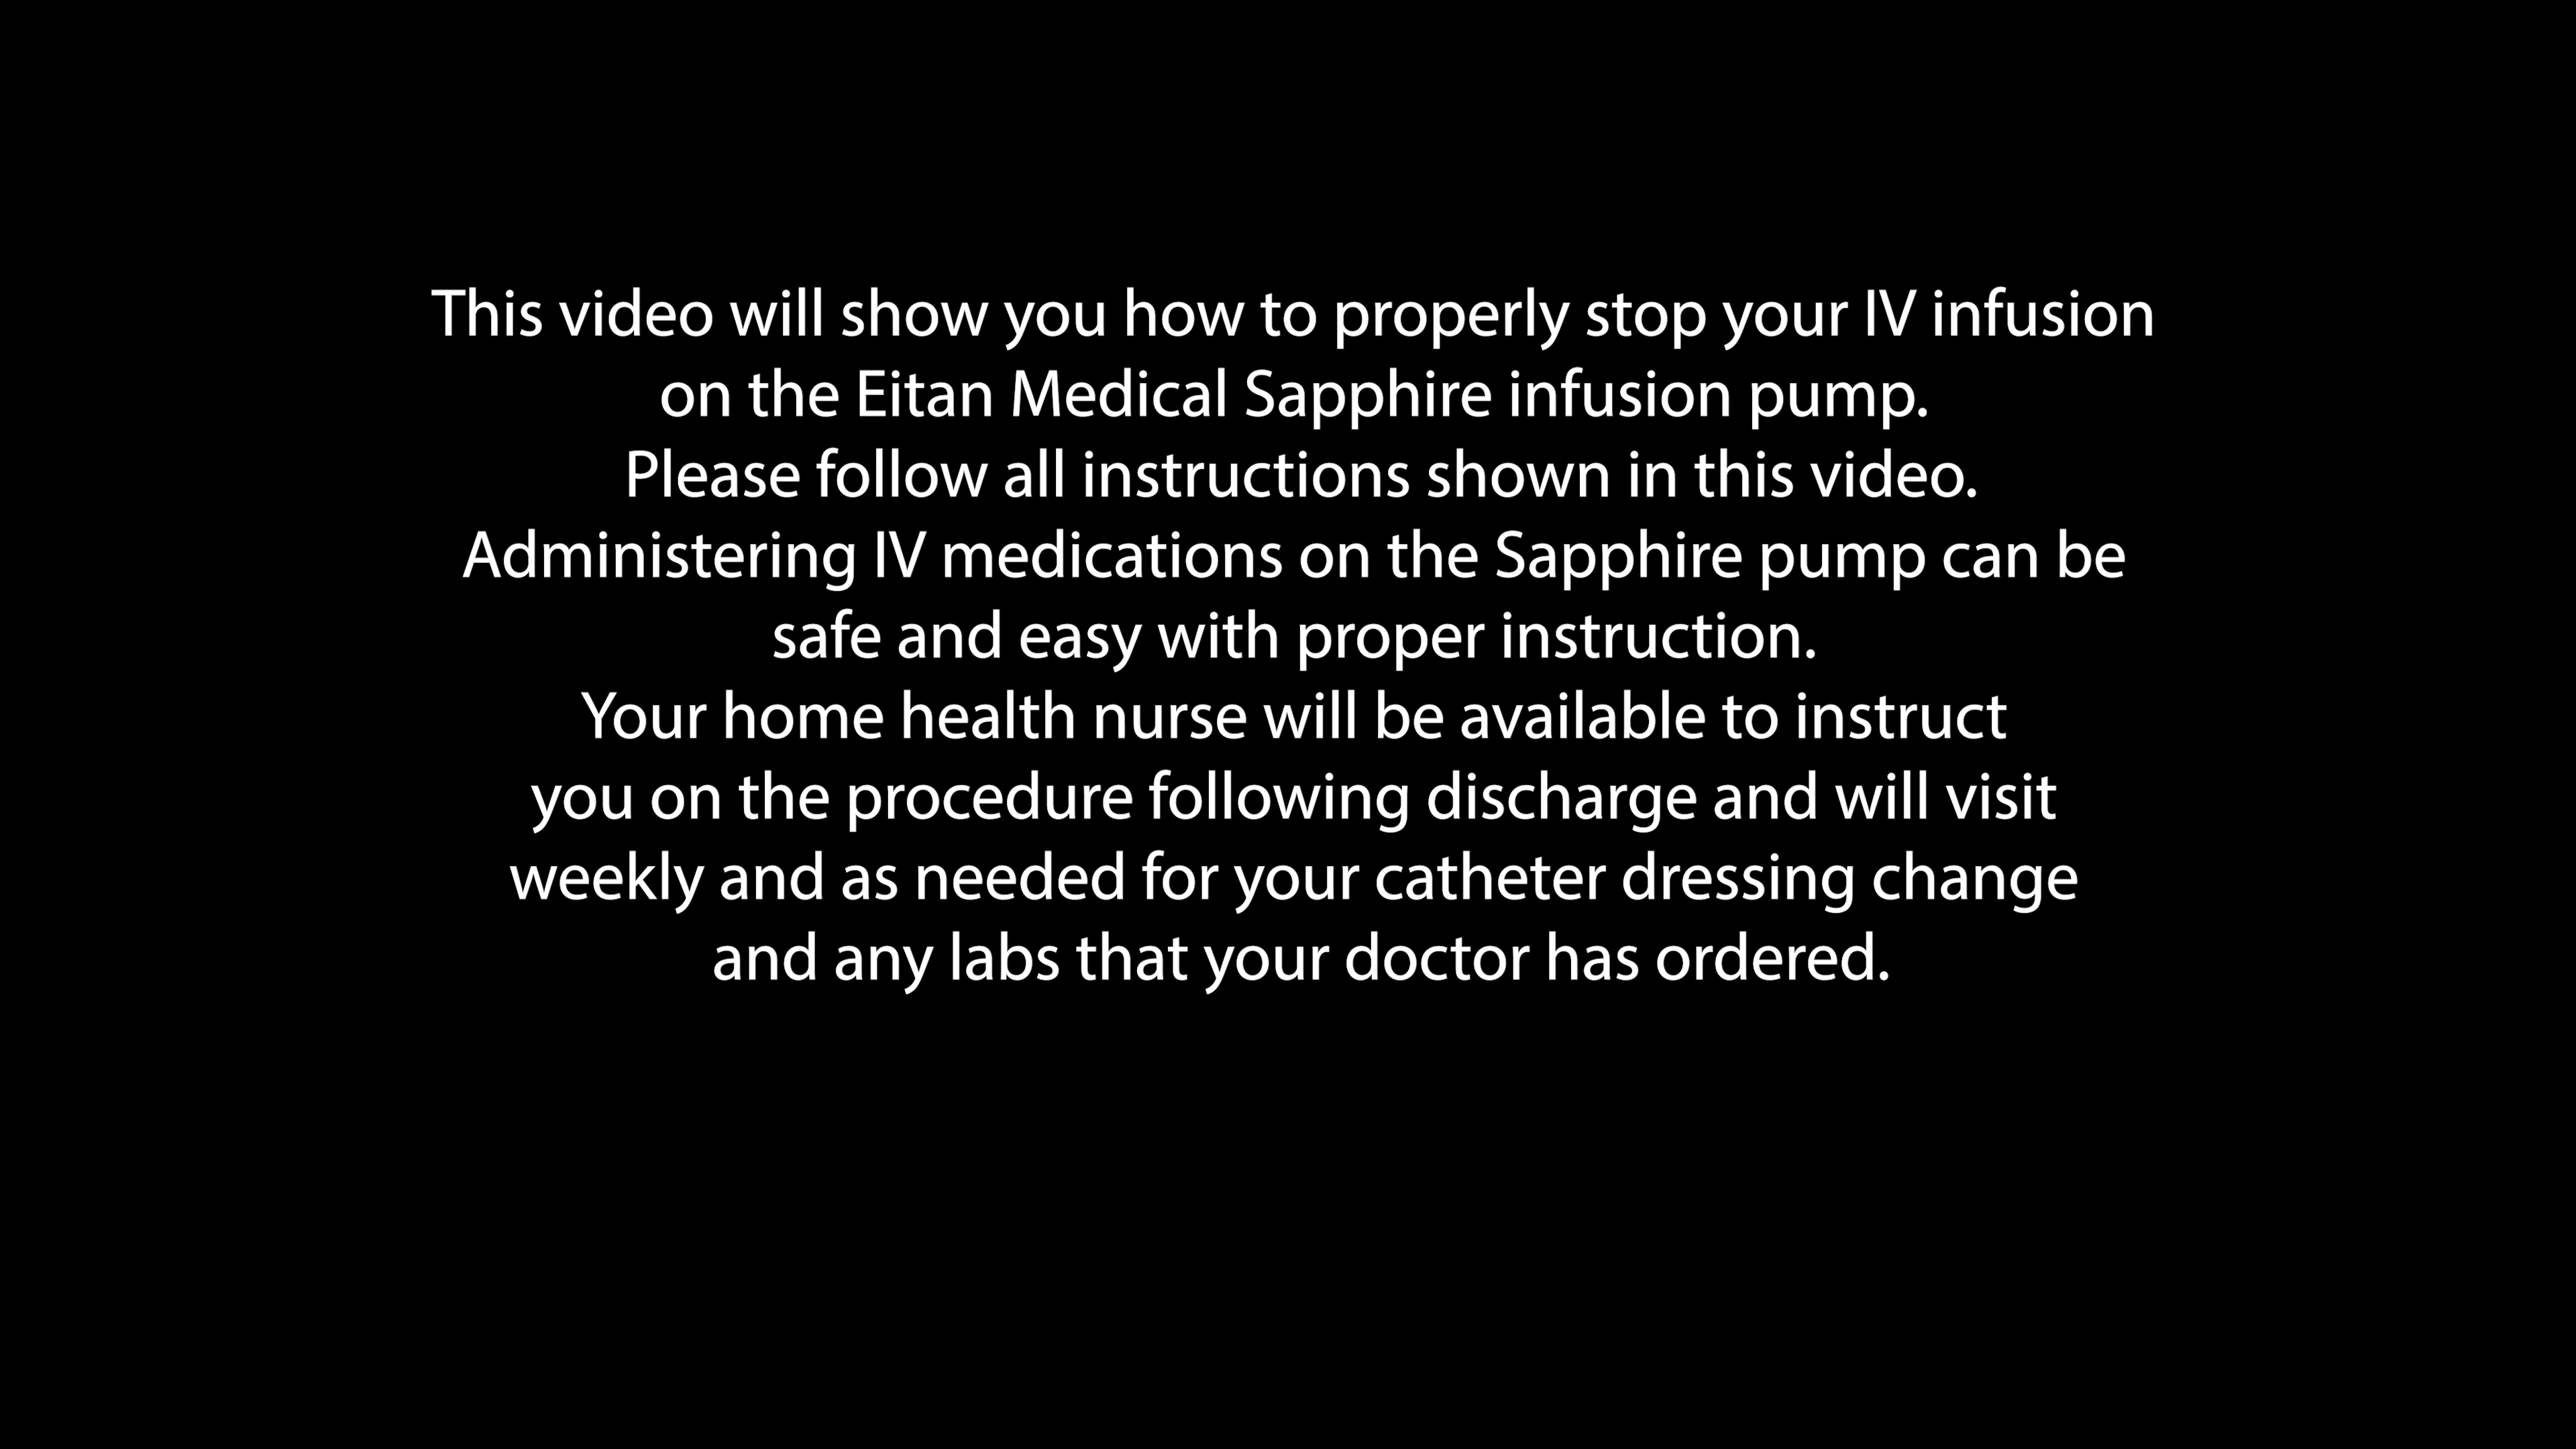 This video will show you how to properly stop your IV infusion
on the Eitan Medical Sapphire infusion pump.
Please follow all instructions shown in this video.
Administering IV medications on the Sapphire pump can be
safe and easy with proper instruction.
Your home health nurse will be available to instruct
you on the procedure following discharge and will visit
weekly and as needed for your catheter dressing change
and any labs that your doctor has ordered.